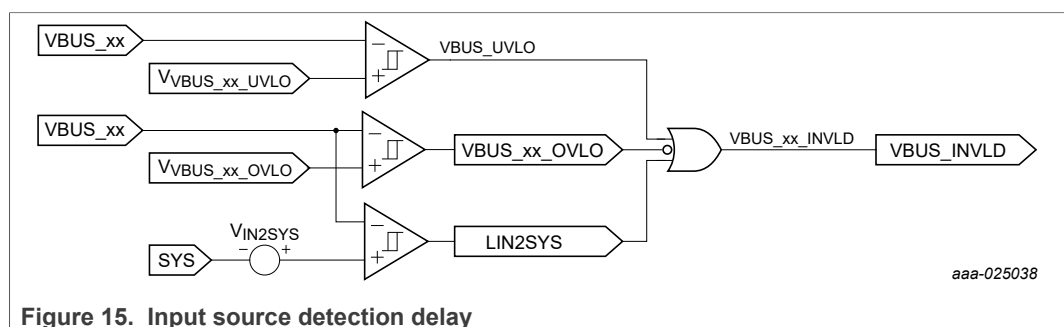 VBUS_xx
VBUS_UVLO
VVBUS_xx_UVLO
VBUS_xx
VBUS_xx_OVLO
VBUS_xx_INVLD
VBUS_INVLD
VVBUS_xx_OVLO
VIN2SYS
LIN2SYS
SYS
aaa-025038
Figure 15. Input source detection delay